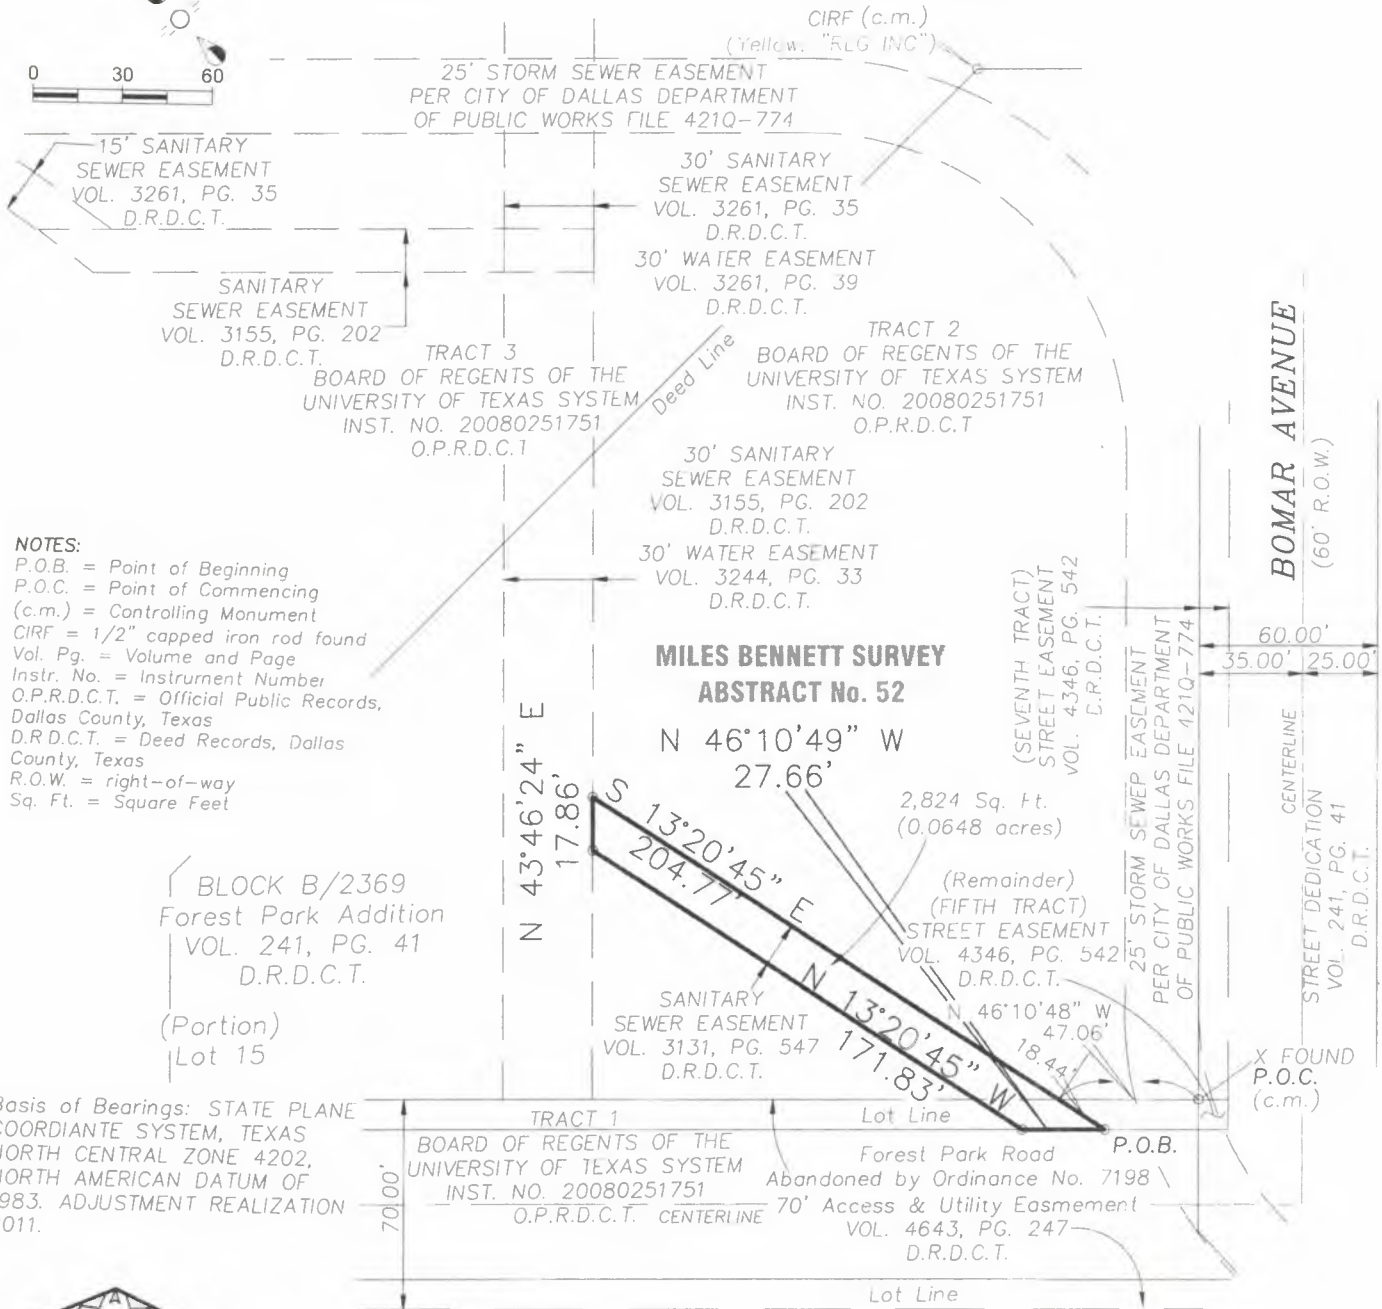 0 30 60
CIRF (c.m.)
(Yellow. "RLG INC")
25' STORM SEWER EASEMENT
PER CITY OF DALLAS DEPARTMENT
OF PUBLIC WORKS FILE 421Q-774
15' SANITARY
SEWER EASEMENT
VOL. 3261, PG. 35
D.R.D.C.T.
30' SANITARY
SEWER EASEMENT
VOL. 3261, PG. 35
D.R.D.C.T.
30' WATER EASEMENT
VOL. 3261, PG. 39
D.R.D.C.T.
SANITARY
SEWER EASEMENT
VOL. 3155, PG. 202
D.R.D.C.T.
TRACT 3
BOARD OF REGENTS OF THE
UNIVERSITY OF TEXAS SYSTEM
INST. NO. 20080251751
O.P.R.D.C.T
Deed Line
TRACT 2
BOARD OF REGENTS OF THE
UNIVERSITY OF TEXAS SYSTEM
INST. NO. 20080251751
O.P.R.D.C.T
BOMAR AVENUE
(60' R.O.W.)
30' SANITARY
SEWER EASEMENT
VOL. 3155, PG. 202
D.R.D.C.T.
30' WATER EASEMENT
VOL. 3244, PG. 33
D.R.D.C.T.
NOTES:
P.O.B. = Point of Beginning
P.O.C. = Point of Commencing
(c.m.) = Controlling Monument
CIRF = 1/2" capped iron rod found
Vol. Pg. = Volume and Page
Instr. No. = Instrument Number
O.P.R.D.C.T. = Official Public Records,
Dallas County, Texas
D.R D.C.T. = Deed Records, Dallas
County, Texas
R.O.W. = right-of-way
Sq. Ft. = Square Feet
MILES BENNETT SURVEY
ABSTRACT No. 52
N 46°10'49" W
27.66'
(SEVENTH TRACT)
STREET EASEMENT
VOL. 4346, PG. 542
D.R.D.C.T.
60.00'
35.00' 25.00'
25' STORM SEWER EASEMENT
PER CITY OF DALLAS DEPARTMENT
OF PUBLIC WORKS FILE 421Q-774
CENTERLINE
STREET DEDICATION
VOL. 241, PG. 41
D.R.D.C.T.
N 43°46'24" E
17.86'
S 13°20'45" E
204.77'
2,824 Sq. Ft.
(0.0648 acres)
BLOCK B/2369
Forest Park Addition
VOL. 241, PG. 41
D.R.D.C.T.
(Portion)
Lot 15
(Remainder)
(FIFTH TRACT)
STREET EASEMENT
VOL. 4346, PG. 542
D.R.D.C.T.
SANITARY
SEWER EASEMENT
VOL. 3131, PG. 547
D.R.D.C.T.
N 13°20'45" W
171.83'
N 46°10'48" W
47.06'
18.44'
X FOUND
P.O.C.
(c.m.)
Basis of Bearings: STATE PLANE
COORDIANTE SYSTEM, TEXAS
NORTH CENTRAL ZONE 4202,
NORTH AMERICAN DATUM OF
983. ADJUSTMENT REALIZATION
011.
70.00'
TRACT 1
BOARD OF REGENTS OF THE
UNIVERSITY OF TEXAS SYSTEM
INST. NO. 20080251751
O.P.R.D.C.T. CENTERLINE
Lot Line
P.O.B.
Forest Park Road
Abandoned by Ordinance No. 7198
70' Access & Utility Easmement
VOL. 4643, PG. 247
D.R.D.C.T.
Lot Line
A